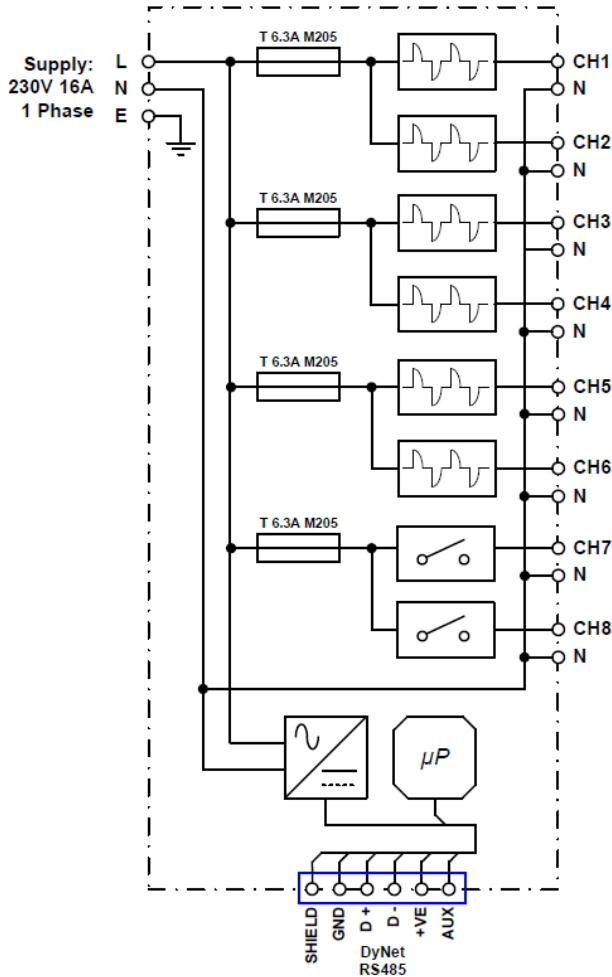 T 6.3A M205
Supply: L
230V 16A N
1 Phase E
CH1
N
CH2
N
T 6.3A M205
CH3
N
CH4
N
T 6.3A M205
CH5
N
CH6
N
T 6.3A M205
CH7
N
CH8
N
µP
SHIELD
GND
D +
D -
+VE
AUX
DyNet
RS485